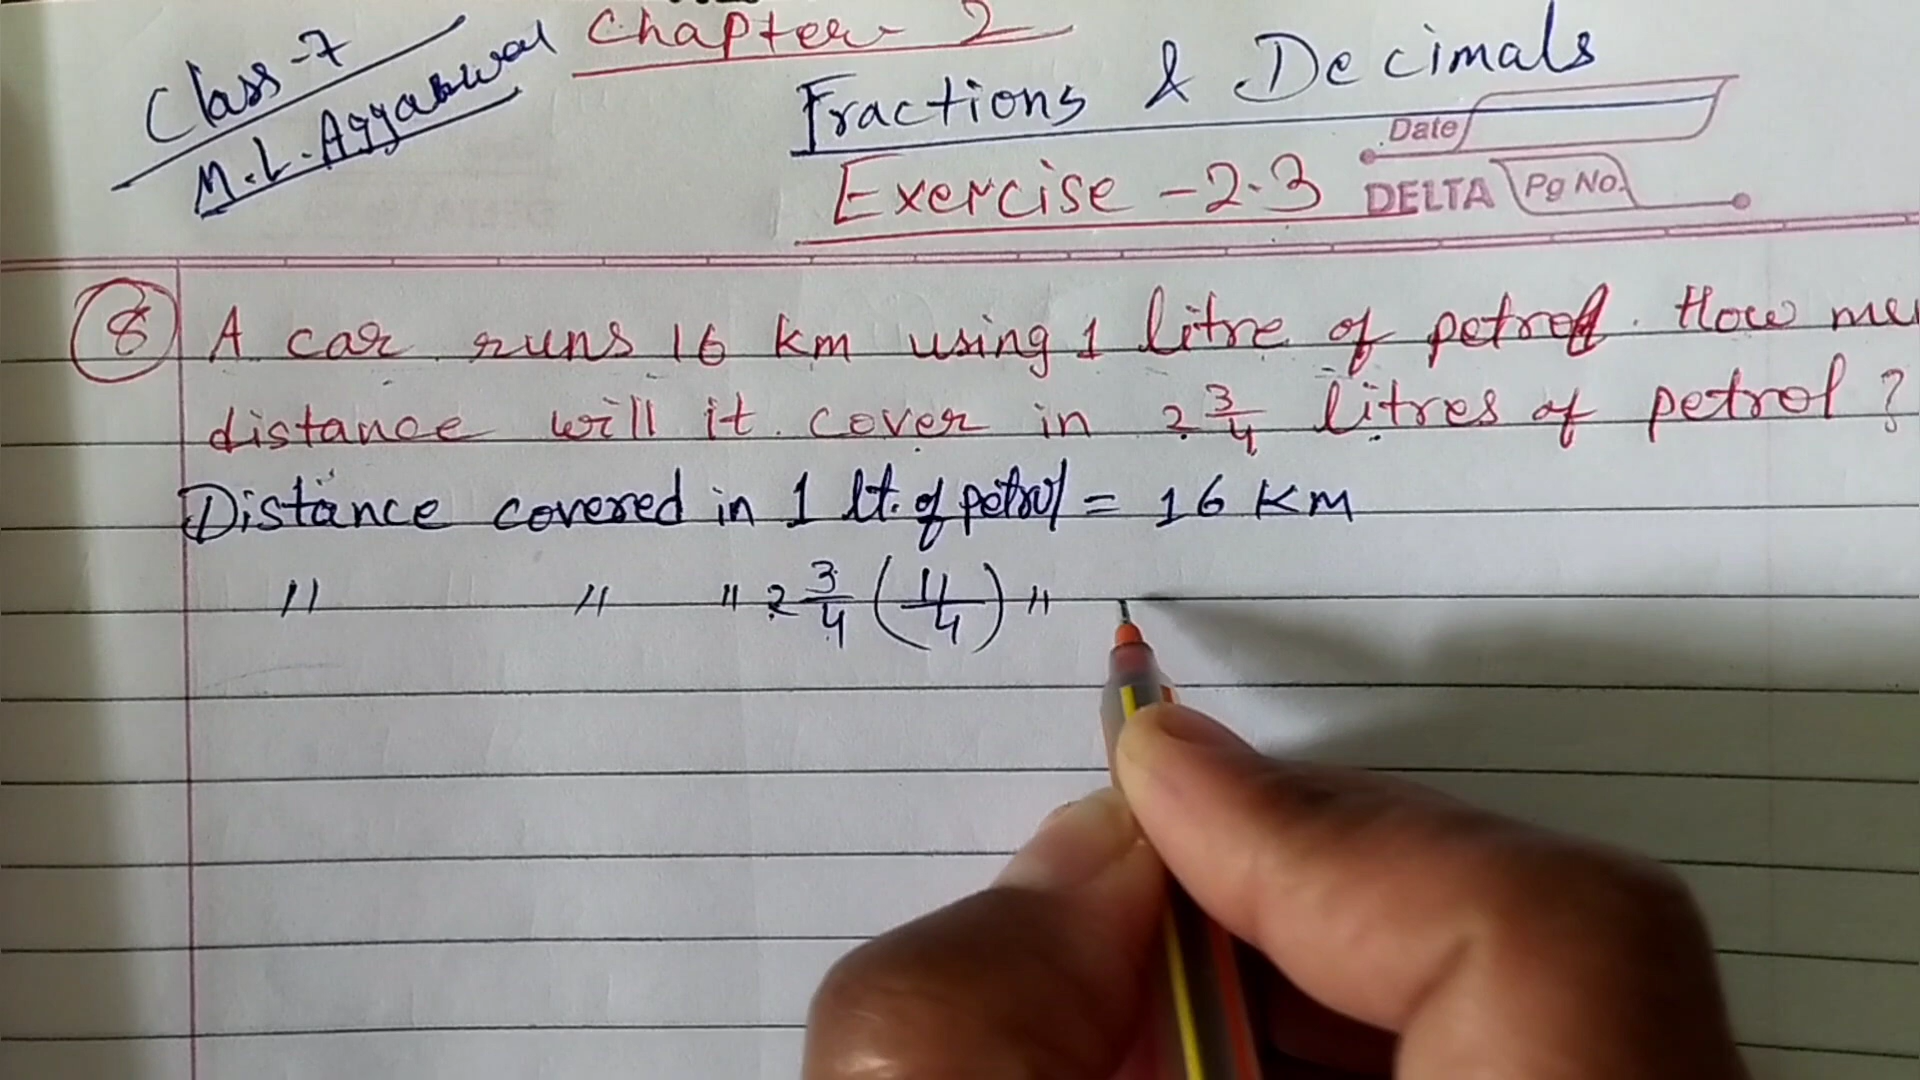 Class-7
M.L. Aggarwal
Chapter- 2
Fractions & Decimals
Date
Exercise -2.3
DELTA Pg No.
8 A car runs 16 km using 1 litre of petrol. How
distance will it cover in 2 3/4 litres of petrol?
Distance covered in 1 lt. of petrol = 16 KM
" " " 2 3/4 (11/4) "